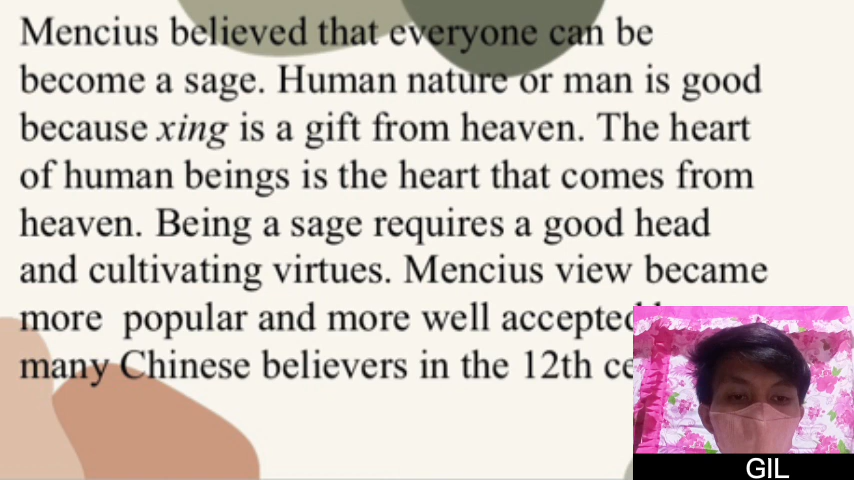 Mencius believed that everyone can be
become a sage. Human nature or man is good
because xing is a gift from heaven. The heart
of human beings is the heart that comes from
heaven. Being a sage requires a good head
and cultivating virtues. Mencius view became
more popular and more well accepted
many Chinese believers in the 12th
GIL